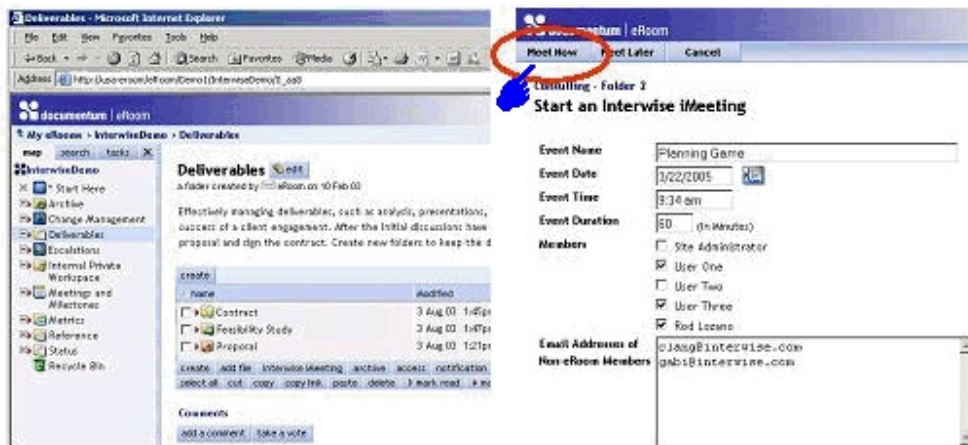 Deliverables - Microsoft Internet Explorer
File Edit View Favorites Tools Help
Back Search Favorites Media
Address
documentum | eRoom
My eRooms > InterwiseDemo > Deliverables
map search tasks X
InterwiseDemo
* Start Here
Archive
Change Management
Deliverables
Escalations
Internal Private
Workspace
Meetings and
Milestones
Metrics
Reference
Status
Recycle Bin
Deliverables edit
a folder created by eRoom on 10 Feb 03
Effectively managing deliverables, such as analysis, presentations,
success of a client engagement. After the initial discussions have
proposal and sign the contract. Create new folders to keep the d
create
Name Modified
Contract 3 Aug 03 1:45p
Feasibility Study 3 Aug 03 1:47p
Proposal 3 Aug 03 1:21p
create add file Interwise iMeeting archive access notification
select all cut copy copy link paste delete mark read
Comments
add a comment take a vote
documentum | eRoom
Meet Now Meet Later Cancel
Consulting - Folder 2
Start an Interwise iMeeting
Event Name Planning Game
Event Date 3/22/2005
Event Time 9:34 am
Event Duration 60 (in Minutes)
Members Site Administrator
User One
User Two
User Three
Rod Lozano
Email Addresses of
Non-eRoom Members
clang@interwise.com
gabi@interwise.com